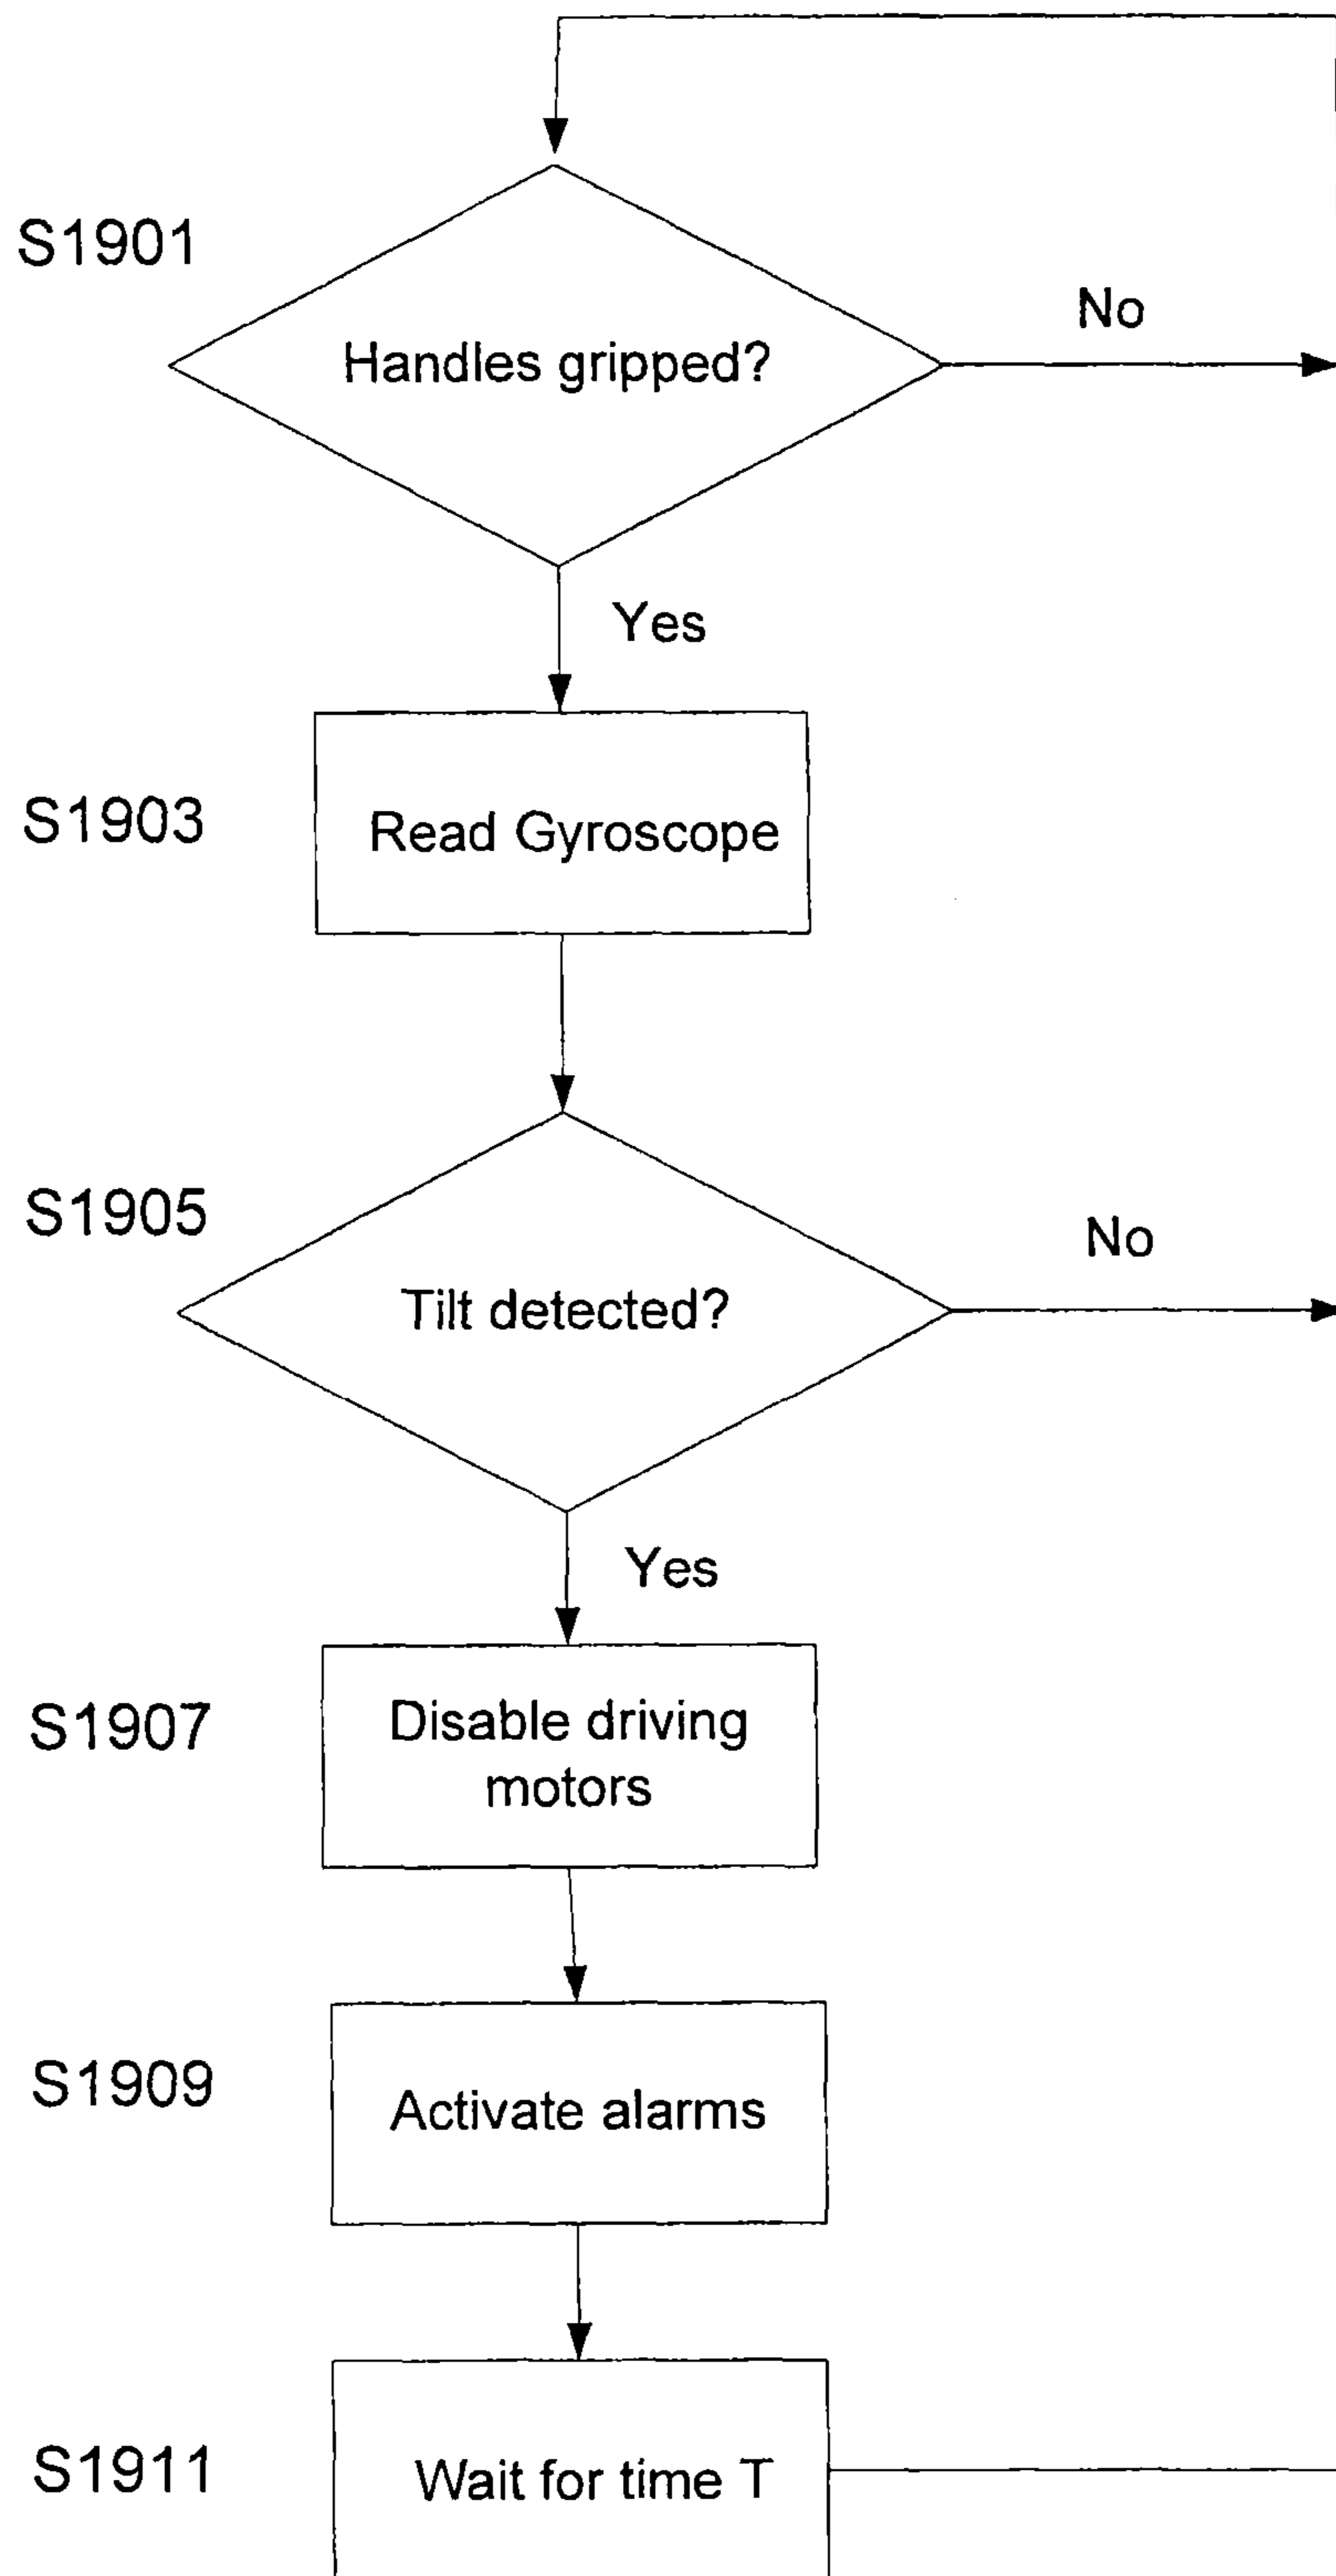 S1901
Handles gripped?
No
Yes
S1903
Read Gyroscope
S1905
Tilt detected?
No
Yes
S1907
Disable driving
motors
S1909
Activate alarms
S1911
Wait for time T